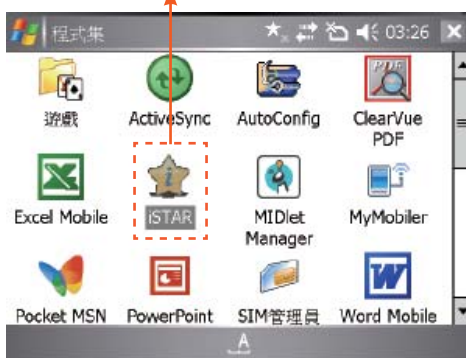 程式集 03:26
遊戲 ActiveSync AutoConfig ClearVue
PDF
Excel Mobile iSTAR MIDlet
Manager MyMobiler
Pocket MSN PowerPoint SIM管理員 Word Mobile